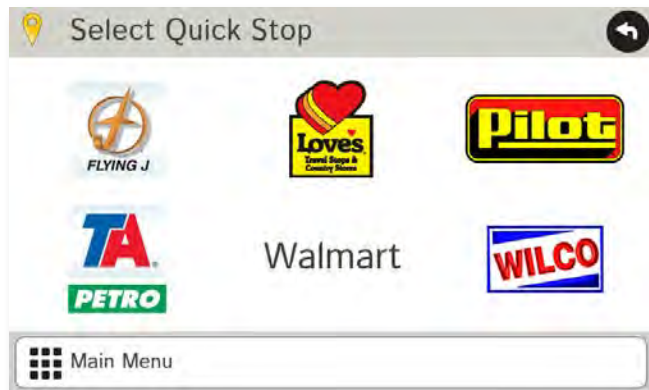 Select Quick Stop
FLYING J
Loves
Travel Stops &
Country Stores
Pilot
TA
PETRO
Walmart
WILCO
Main Menu